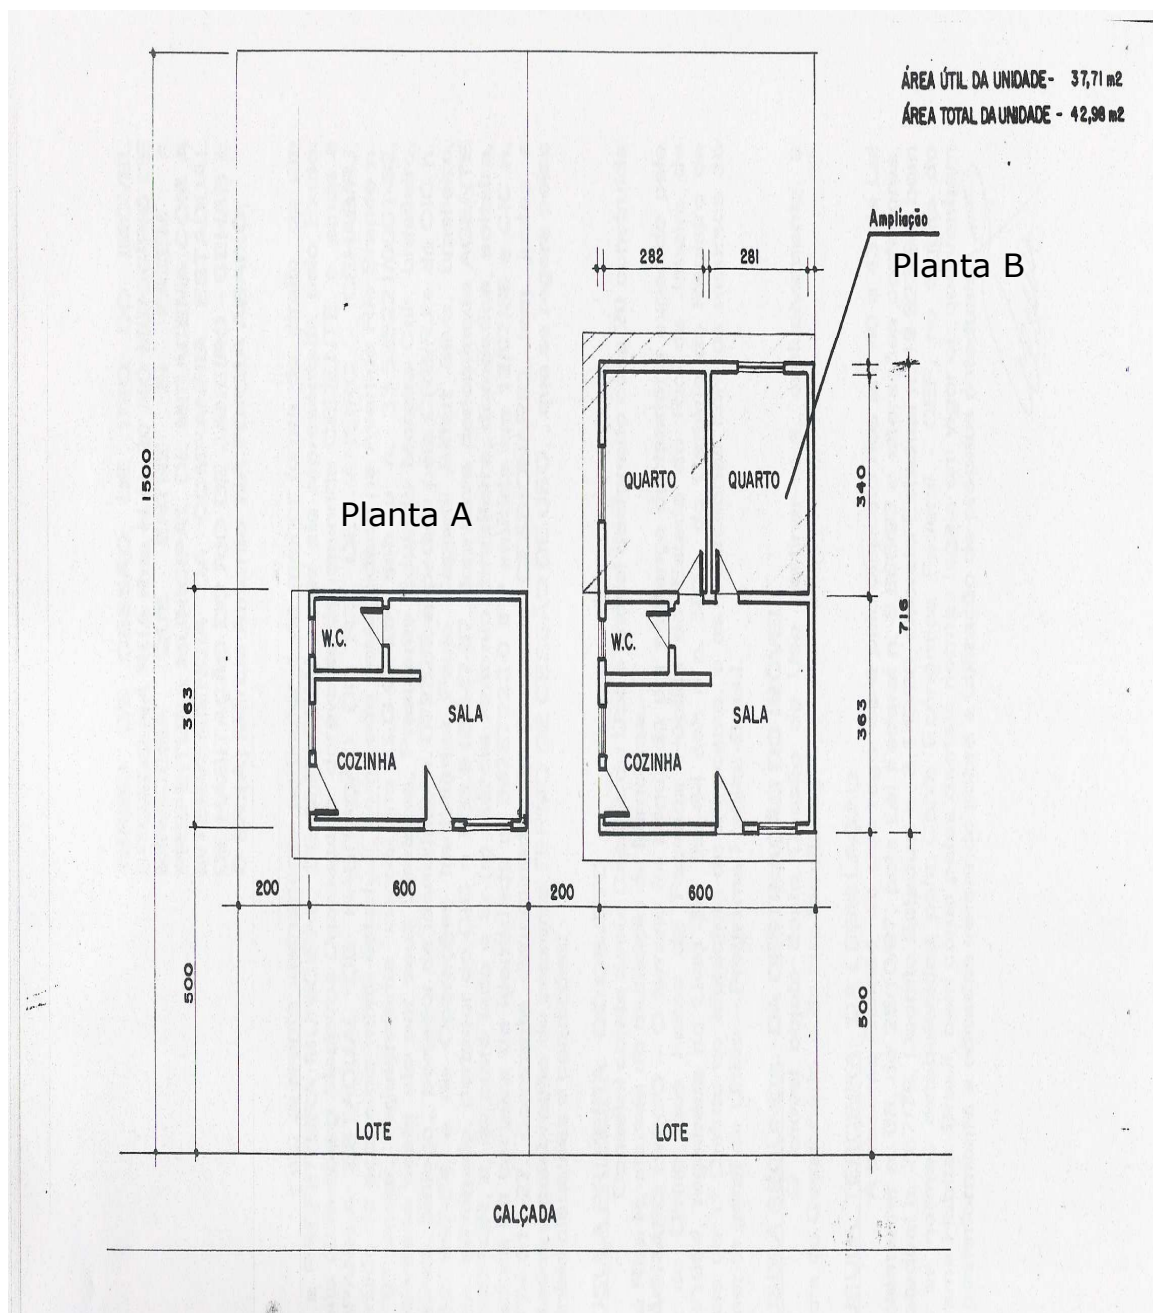 ÁREA ÚTIL DA UNIDADE- 37,71 m2
ÁREA TOTAL DA UNIDADE - 42,98 m2
Ampliação
Planta B
282
281
1500
Planta A
QUARTO
QUARTO
340
716
363
W.C.
SALA
COZINHA
W.C.
SALA
COZINHA
363
200
600
200
600
500
500
LOTE
LOTE
CALÇADA